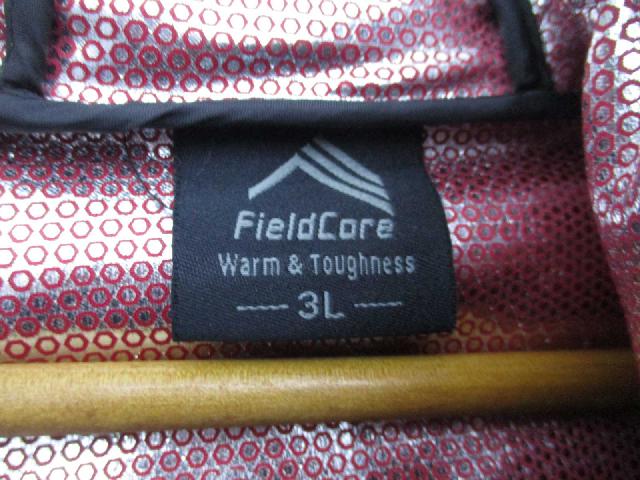 FieldCore
Warm & Toughness
3L